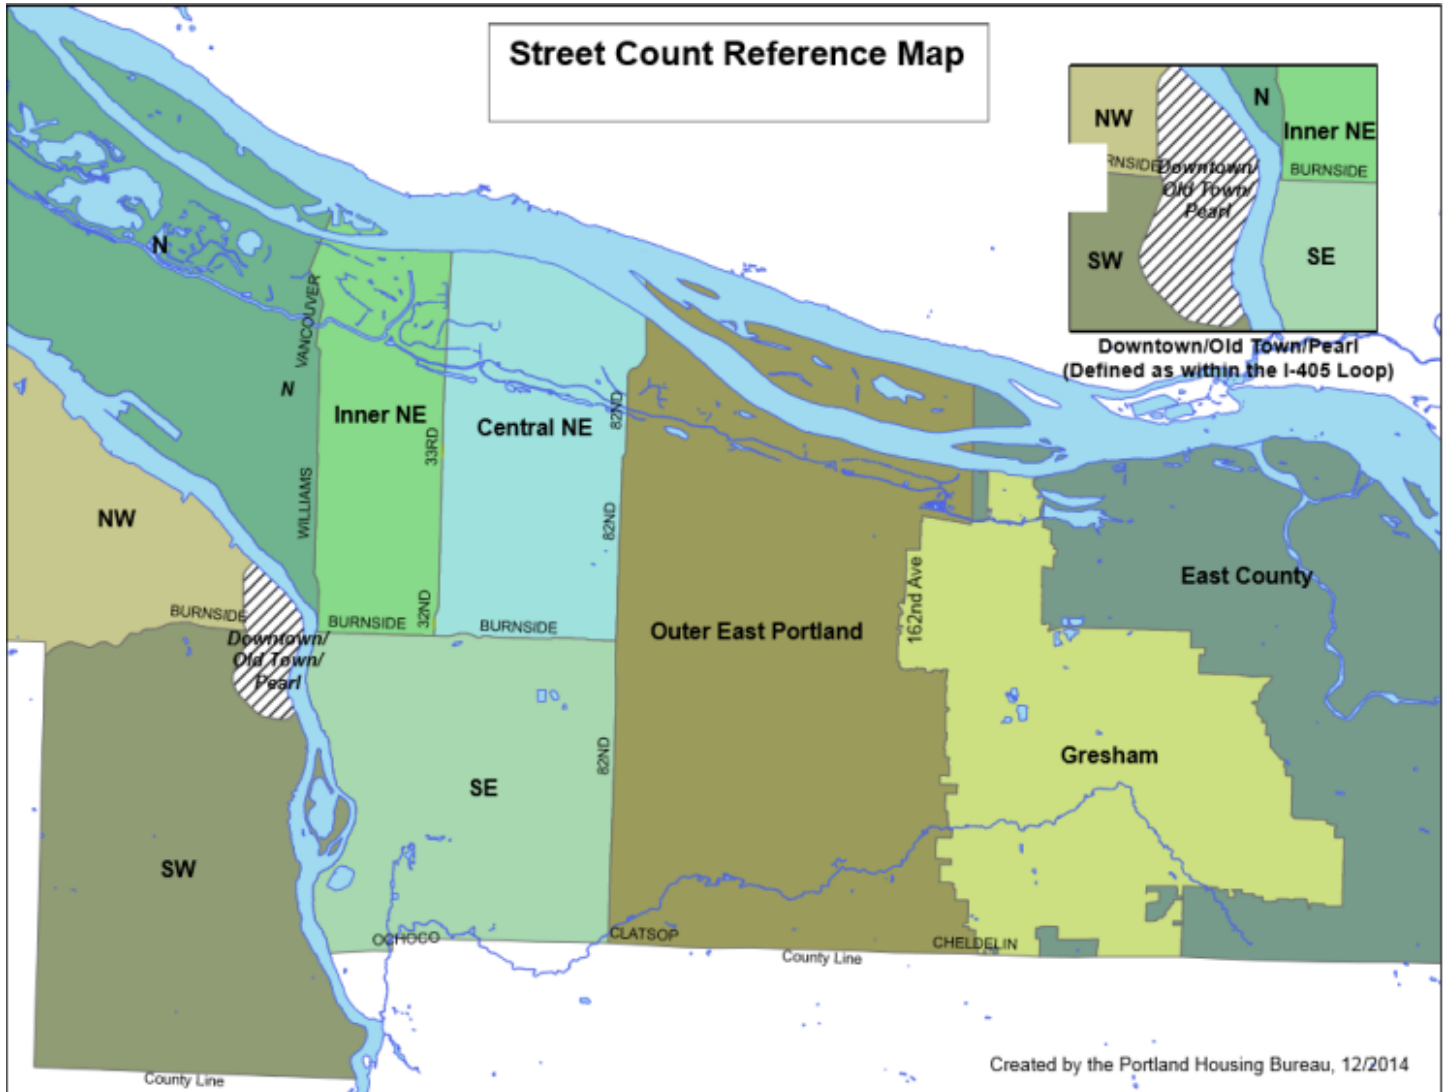 Street Count Reference Map
N
NW
Inner NE
RNSIDE
BURNSIDE
Downtown/
Old Town/
Pearl
SW
SE
Downtown/Old Town/Pearl
(Defined as within the I-405 Loop)
N
VANCOUVER
N
Inner NE
Central NE
82ND
33RD
WILLIAMS
NW
82ND
162nd Ave
East County
BURNSIDE
BURNSIDE
32ND
BURNSIDE
Outer East Portland
Downtown/
Old Town/
Pearl
82ND
Gresham
SE
SW
OCHOCO
CLATSOP
CHELDELIN
County Line
County Line
Created by the Portland Housing Bureau, 12/2014